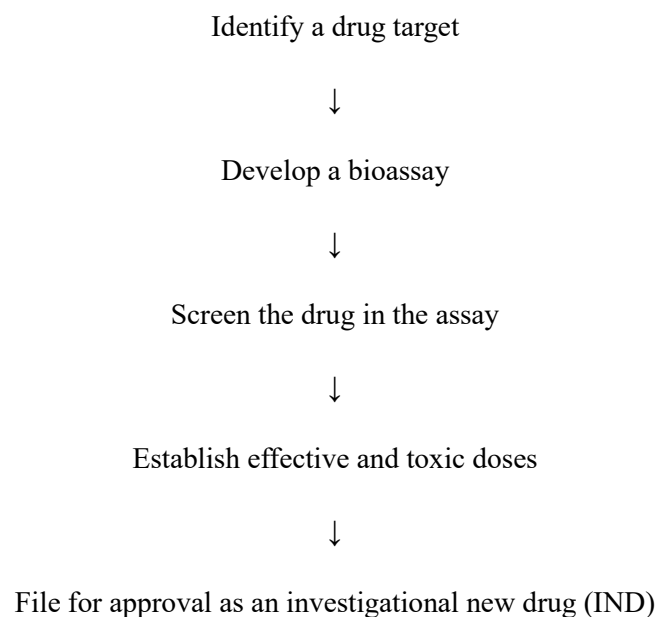 Identify a drug target
↓
Develop a bioassay
↓
Screen the drug in the assay
↓
Establish effective and toxic doses
↓
File for approval as an investigational new drug (IND)